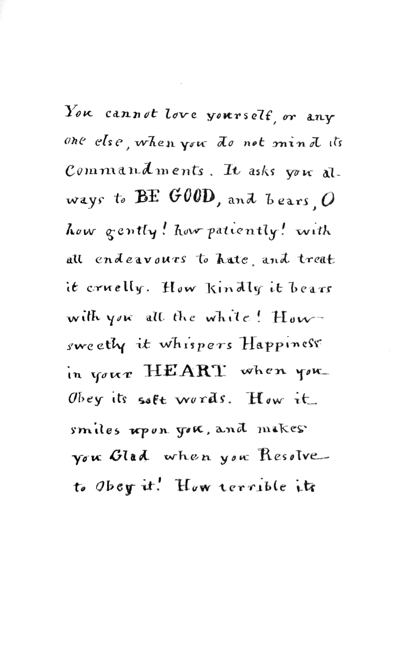 You cannot love yourself, or any
one else, when you do not mind its
Commandments. It asks you al-
ways to BE GOOD, and bears, O
how gently! how patiently! with
all endeavours to hate, and treat
it cruelly. How kindly it bears
with you all the while! How
sweetly it whispers Happiness
in your HEART when you
Obey its soft words. How it
smiles upon you, and makes
you Glad when you Resolve
to Obey it! How terrible its